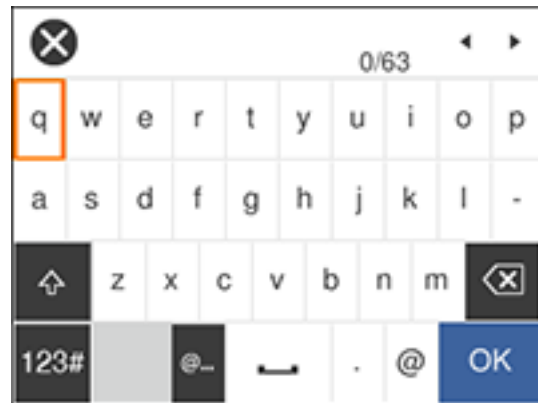 0/63
q w e r t y u i o p
a s d f g h j k l -
z x c v b n m
123# @... . @ OK